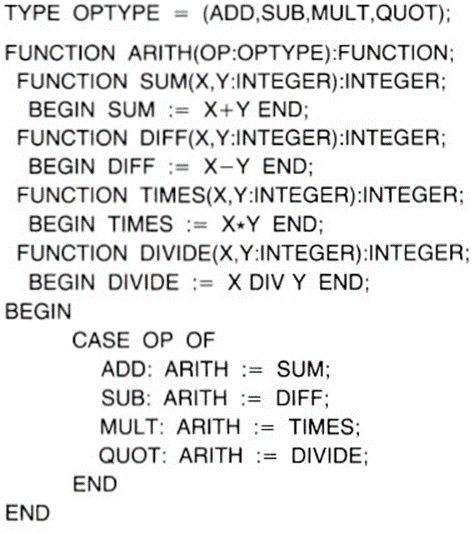 TYPE OPTYPE = (ADD,SUB,MULT,QUOT);
FUNCTION ARITH(OP:OPTYPE):FUNCTION;
FUNCTION SUM(X,Y:INTEGER):INTEGER;
BEGIN SUM := X+Y END;
FUNCTION DIFF(X,Y:INTEGER):INTEGER;
BEGIN DIFF := X−Y END;
FUNCTION TIMES(X,Y:INTEGER):INTEGER;
BEGIN TIMES := X*Y END;
FUNCTION DIVIDE(X,Y:INTEGER):INTEGER;
BEGIN DIVIDE := X DIV Y END;
BEGIN
CASE OP OF
ADD: ARITH := SUM;
SUB: ARITH := DIFF;
MULT: ARITH := TIMES;
QUOT: ARITH := DIVIDE;
END
END